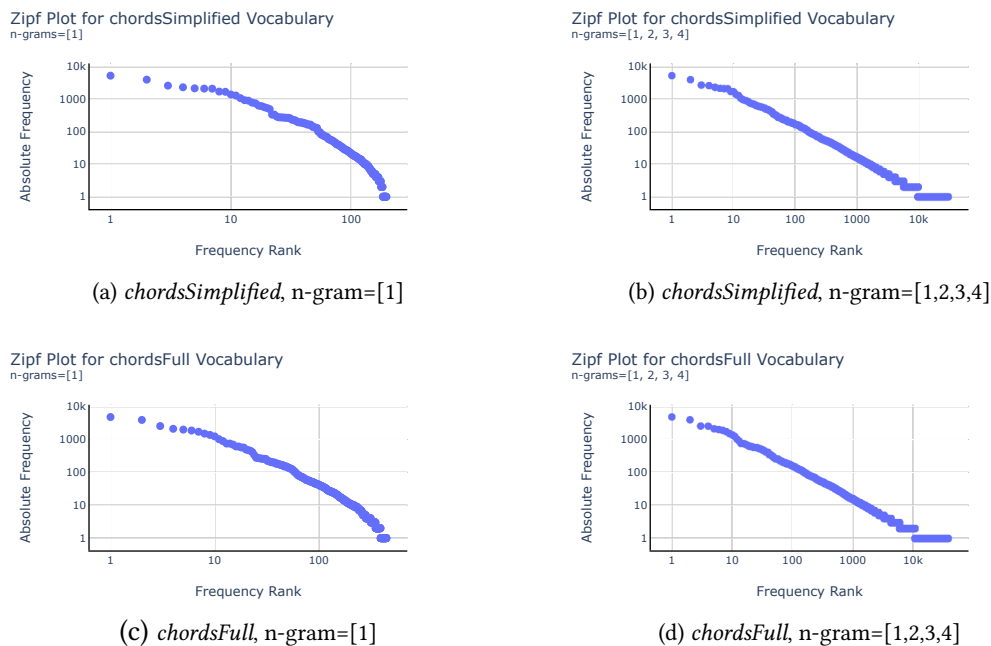 Zipf Plot for chordsSimplified Vocabulary
n-grams=[1]
Absolute Frequency
10k
1000
100
10
1
1 10 100
Frequency Rank
(a) chordsSimplified, n-gram=[1]
Zipf Plot for chordsSimplified Vocabulary
n-grams=[1, 2, 3, 4]
Absolute Frequency
10k
1000
100
10
1
1 10 100 1000 10k
Frequency Rank
(b) chordsSimplified, n-gram=[1,2,3,4]
Zipf Plot for chordsFull Vocabulary
n-grams=[1]
Absolute Frequency
10k
1000
100
10
1
1 10 100
Frequency Rank
(c) chordsFull, n-gram=[1]
Zipf Plot for chordsFull Vocabulary
n-grams=[1, 2, 3, 4]
Absolute Frequency
10k
1000
100
10
1
1 10 100 1000 10k
Frequency Rank
(d) chordsFull, n-gram=[1,2,3,4]